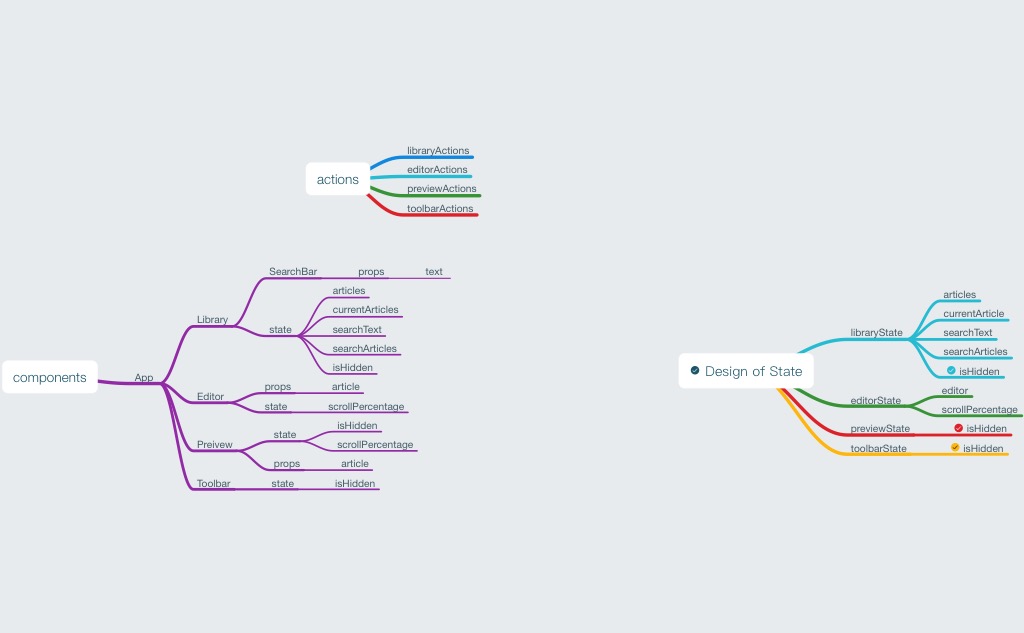 actions
libraryActions
editorActions
previewActions
toolbarActions
components
App
Library
SearchBar
props
text
state
articles
currentArticles
searchText
searchArticles
isHidden
Editor
props
article
state
scrollPercentage
Preivew
state
isHidden
scrollPercentage
props
article
Toolbar
state
isHidden
Design of State
libraryState
articles
currentArticle
searchText
searchArticles
isHidden
editorState
editor
scrollPercentage
previewState
isHidden
toolbarState
isHidden